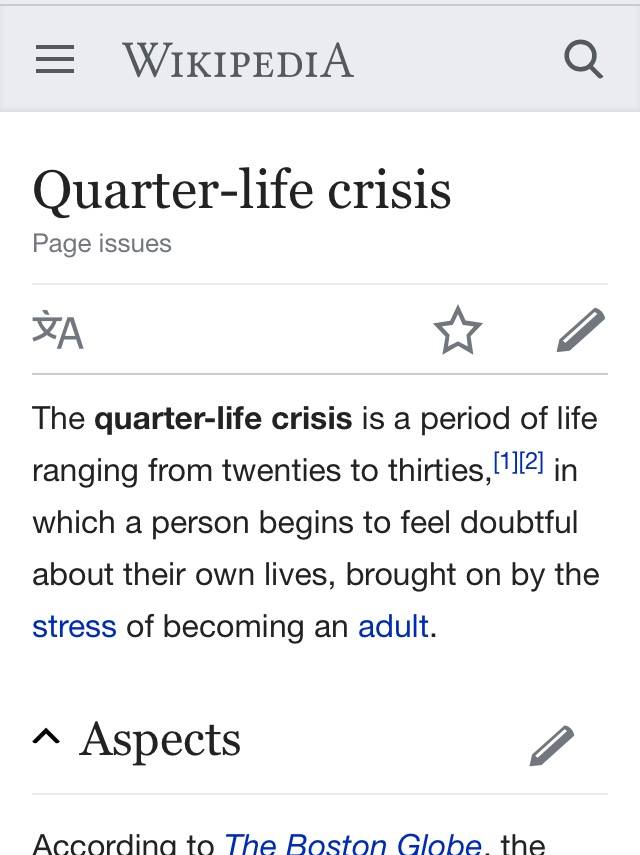 WIKIPEDIA
Quarter-life crisis
Page issues
文A
The quarter-life crisis is a period of life
ranging from twenties to thirties,[1][2] in
which a person begins to feel doubtful
about their own lives, brought on by the
stress of becoming an adult.
Aspects
According to The Boston Globe, the